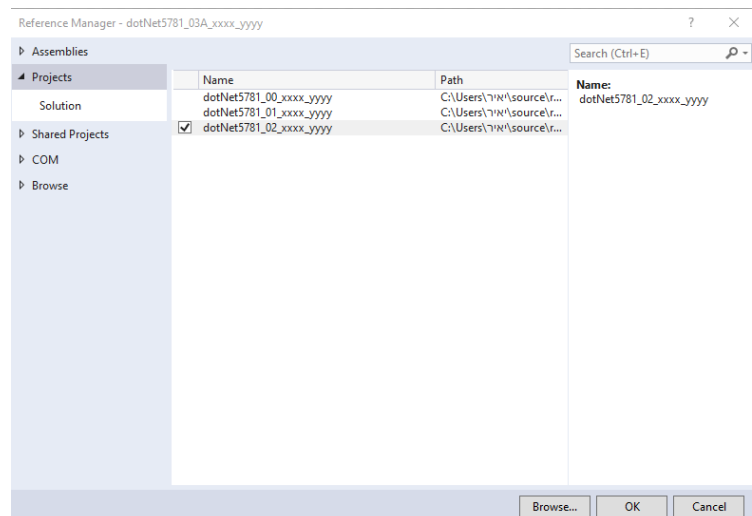 Reference Manager - dotNet5781_03A_xxxx_yyyy ? ×
Assemblies
Search (Ctrl+E)
Projects
Solution
Shared Projects
COM
Browse
Name Path
dotNet5781_00_xxxx_yyyy C:\Users\יאיר\source\r...
dotNet5781_01_xxxx_yyyy C:\Users\יאיר\source\r...
dotNet5781_02_xxxx_yyyy C:\Users\יאיר\source\r...
Name:
dotNet5781_02_xxxx_yyyy
Browse... OK Cancel